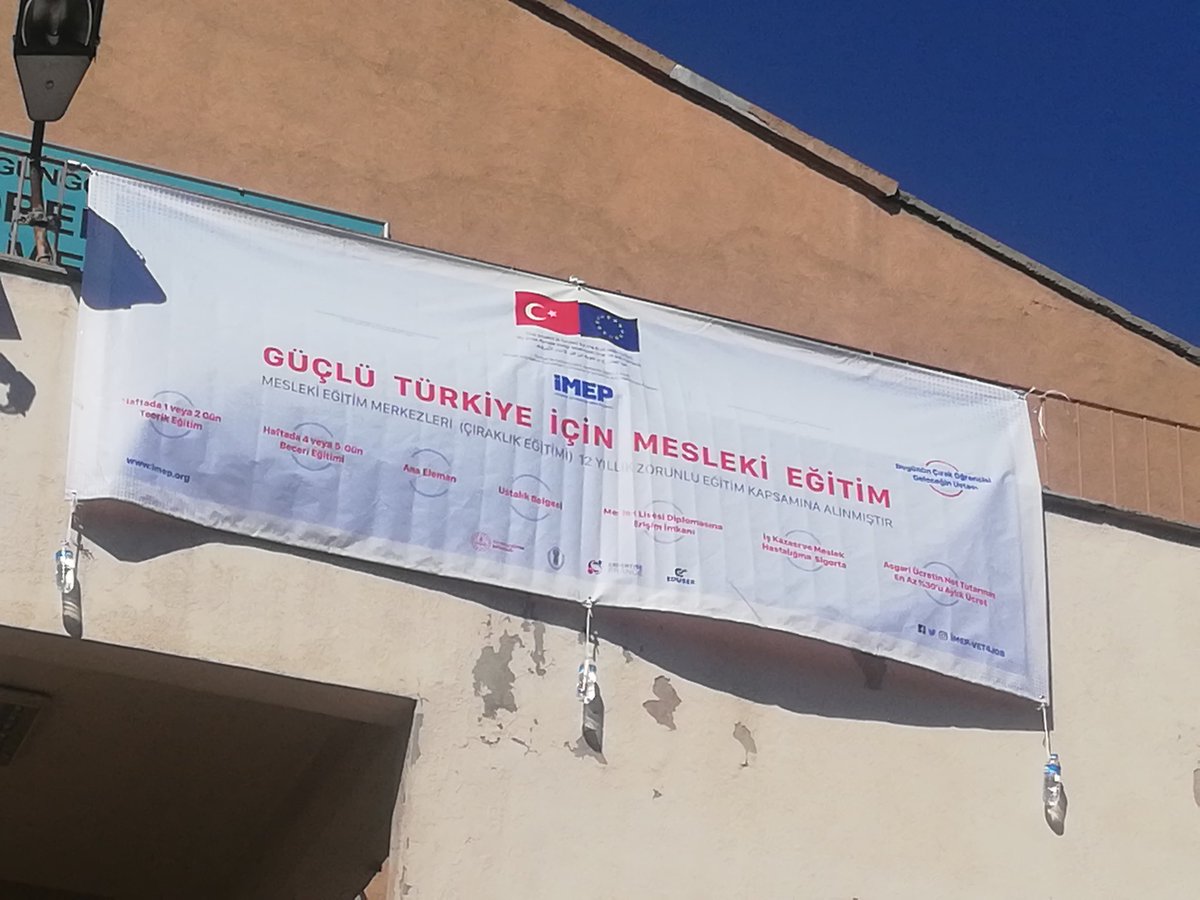 GÜNG
iMEP
GÜÇLÜ TÜRKİYE İÇİN MESLEKİ EĞİTİM
MESLEKİ EĞİTİM MERKEZLERİ (ÇIRAKLIK EĞİTİMİ) 12 YILLIK ZORUNLU EĞİTİM KAPSAMINA ALINMIŞTIR
Haftada 1 veya 2 Gün
Teorik Eğitim
Haftada 4 veya 5 Gün
Beceri Eğitimi
Ara Eleman
Ustalık Belgesi
Meslek Lisesi Diplomasına
Erişim İmkanı
İş Kazası ve Meslek
Hastalığına Sigorta
Asgari Ücretin Net Tutarının
En Az %30'u Aylık Ücret
Bugünün Çırak Öğrencisi
Geleceğin Ustası
www.imep.org
EDUSER
İMEP-VET4JOB